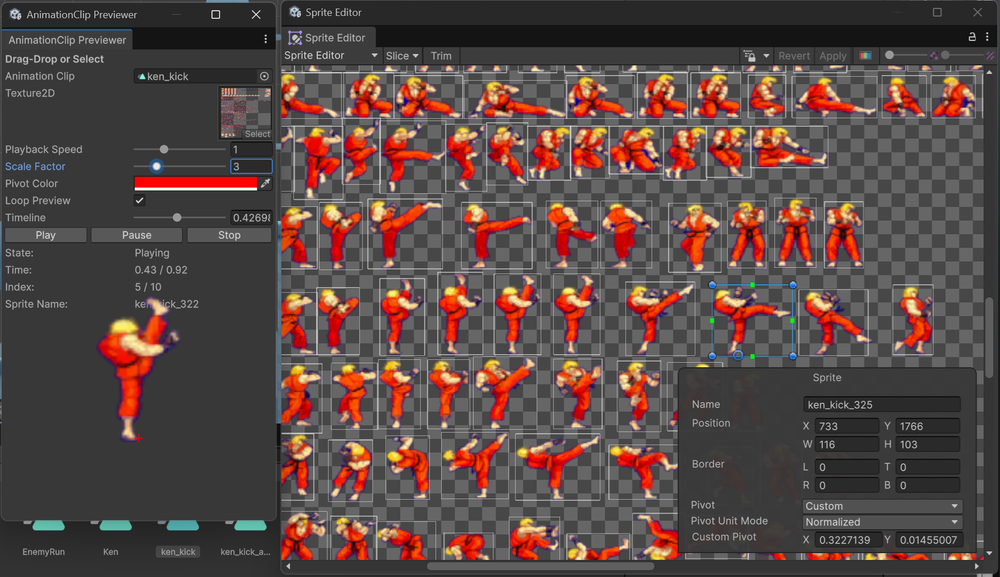 AnimationClip Previewer
AnimationClip Previewer
Drag-Drop or Select
Animation Clip ken_kick
Texture2D
Select
Playback Speed 1
Scale Factor 3
Pivot Color
Loop Preview
Timeline 0.42698
Play Pause Stop
State: Playing
Time: 0.43 / 0.92
Index: 5 / 10
Sprite Name: ken_kick_322
EnemyRun Ken ken_kick ken_kick_a...
Sprite Editor
Sprite Editor
Sprite Editor Slice Trim Revert Apply
Sprite
Name ken_kick_325
Position X 733 Y 1766
W 116 H 103
Border L 0 T 0
R 0 B 0
Pivot Custom
Pivot Unit Mode Normalized
Custom Pivot X 0.3227139 Y 0.01455007